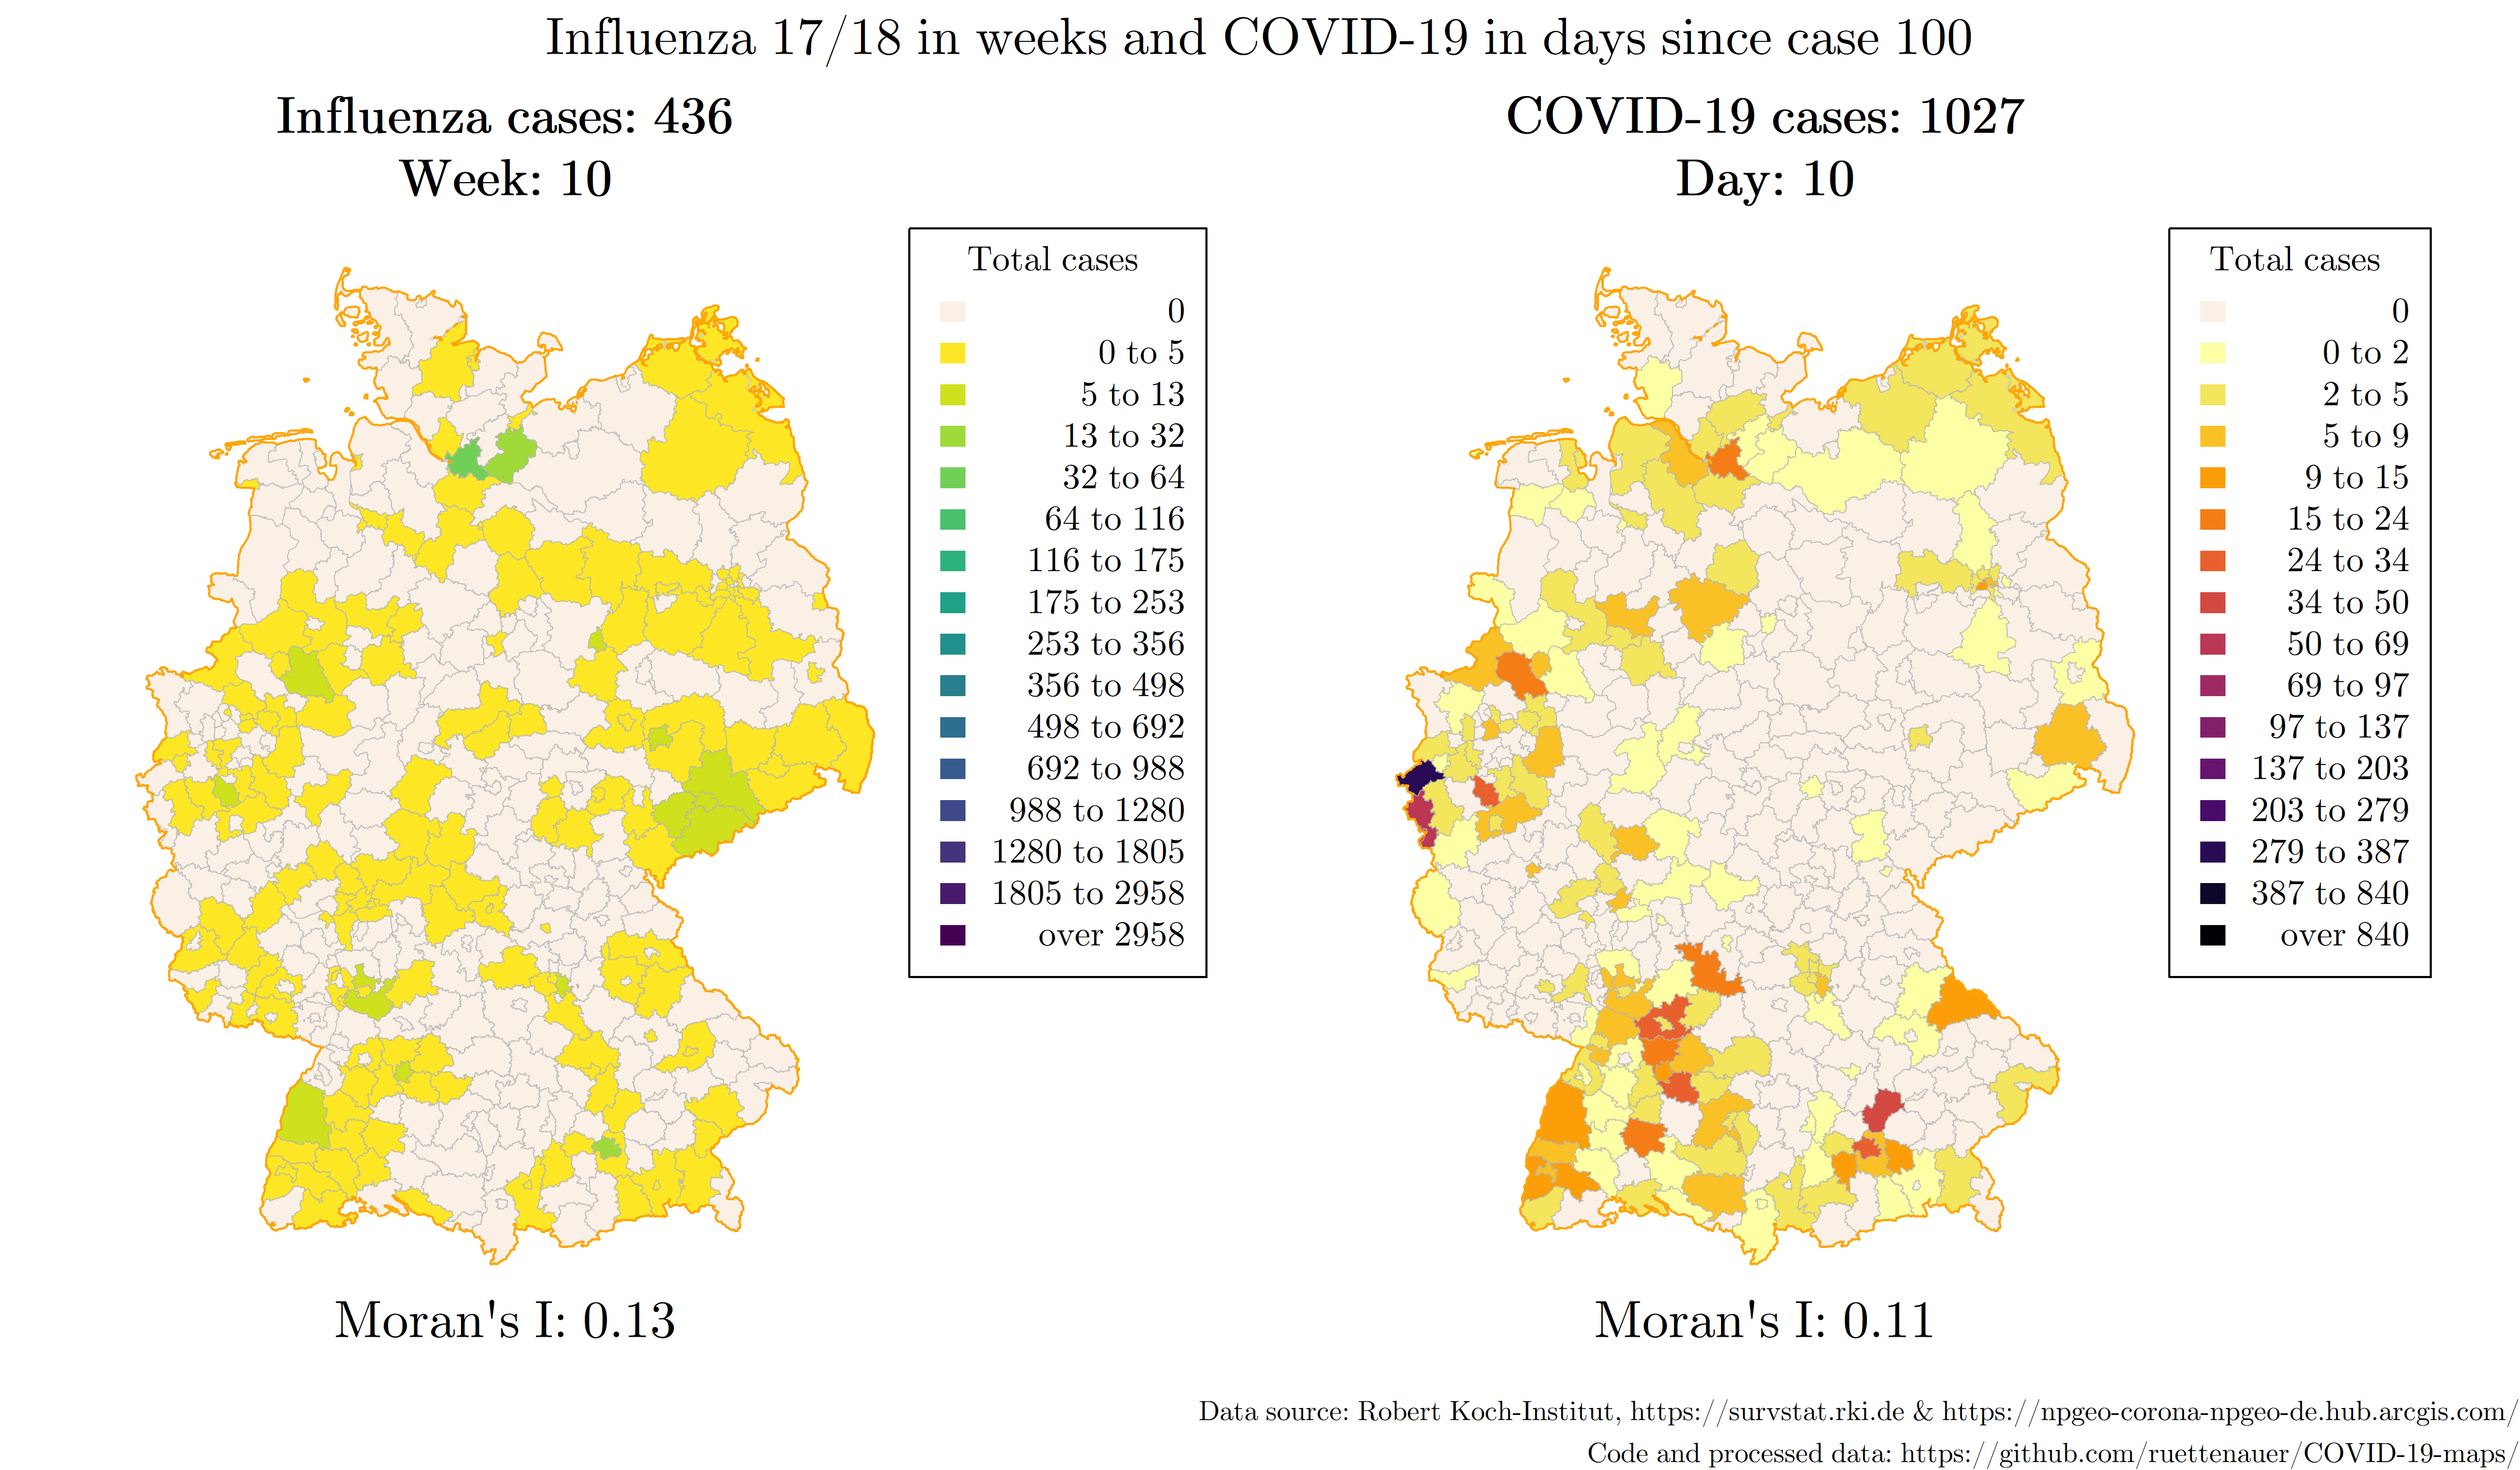 Influenza 17/18 in weeks and COVID-19 in days since case 100
Influenza cases: 436
Week: 10
Total cases
0
0 to 5
5 to 13
13 to 32
32 to 64
64 to 116
116 to 175
175 to 253
253 to 356
356 to 498
498 to 692
692 to 988
988 to 1280
1280 to 1805
1805 to 2958
over 2958
Moran's I: 0.13
COVID-19 cases: 1027
Day: 10
Total cases
0
0 to 2
2 to 5
5 to 9
9 to 15
15 to 24
24 to 34
34 to 50
50 to 69
69 to 97
97 to 137
137 to 203
203 to 279
279 to 387
387 to 840
over 840
Moran's I: 0.11
Data source: Robert Koch-Institut, https://survstat.rki.de & https://npgeo-corona-npgeo-de.hub.arcgis.com/
Code and processed data: https://github.com/ruettenauer/COVID-19-maps/